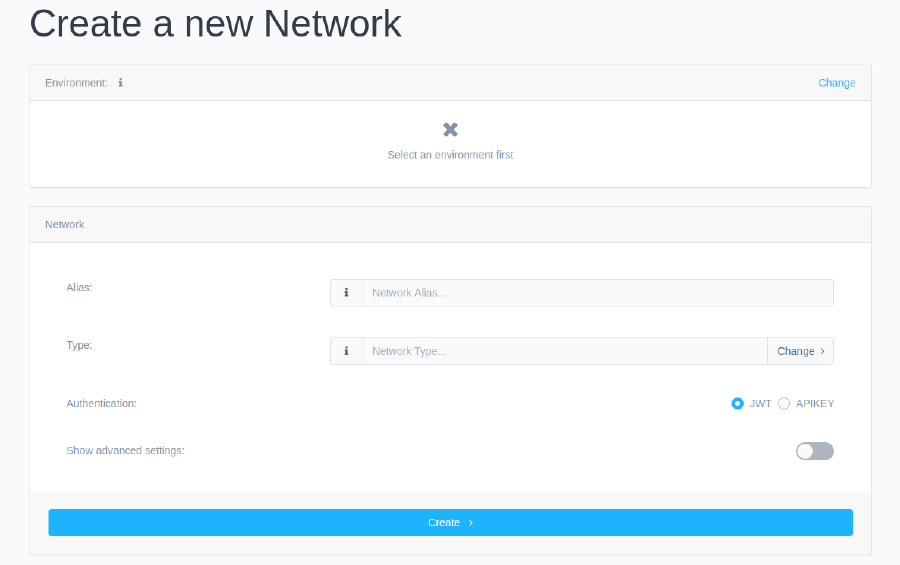 Create a new Network
Environment:
Change
Select an environment first
Network
Alias:
Network Alias...
Type:
Network Type...
Change
Authentication:
JWT
APIKEY
Show advanced settings:
Create